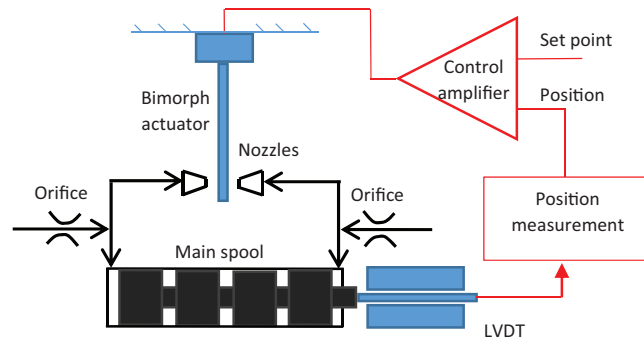 Set point
Control
amplifier
Bimorph
actuator
Position
Nozzles
Orifice
Orifice
Position
measurement
Main spool
LVDT